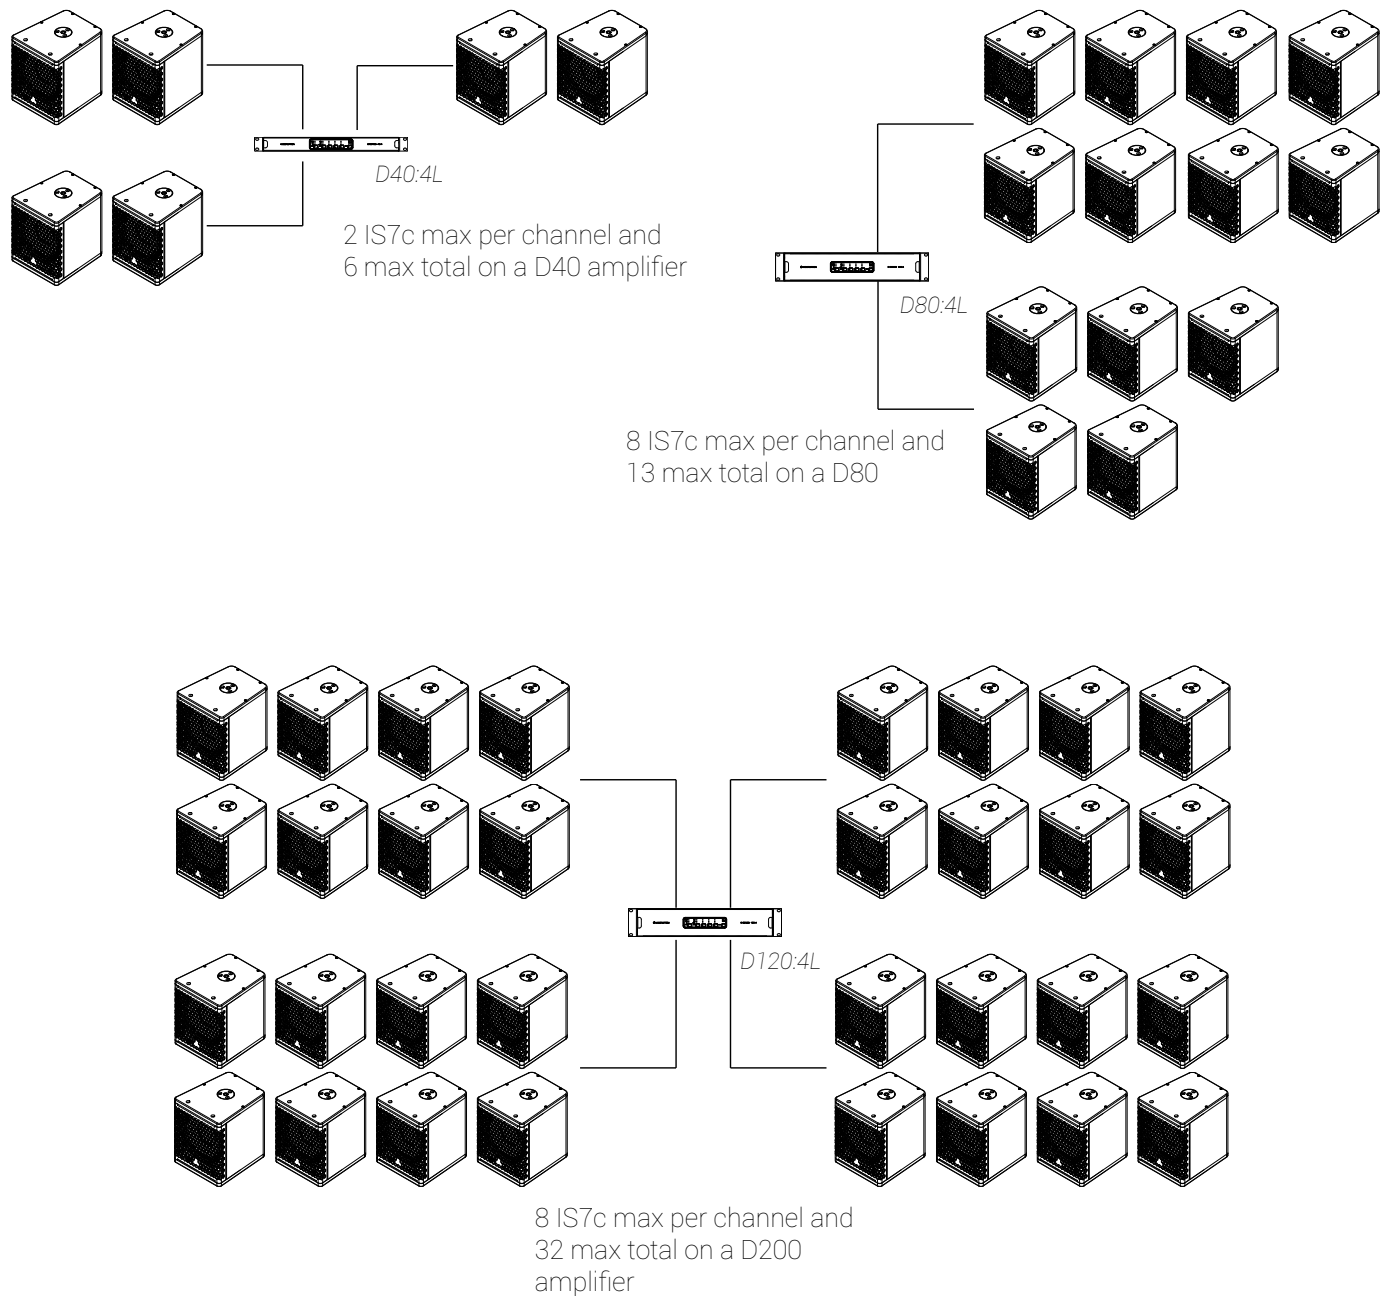 D40:4L
2 IS7c max per channel and
6 max total on a D40 amplifier
D80:4L
8 IS7c max per channel and
13 max total on a D80
D120:4L
8 IS7c max per channel and
32 max total on a D200
amplifier